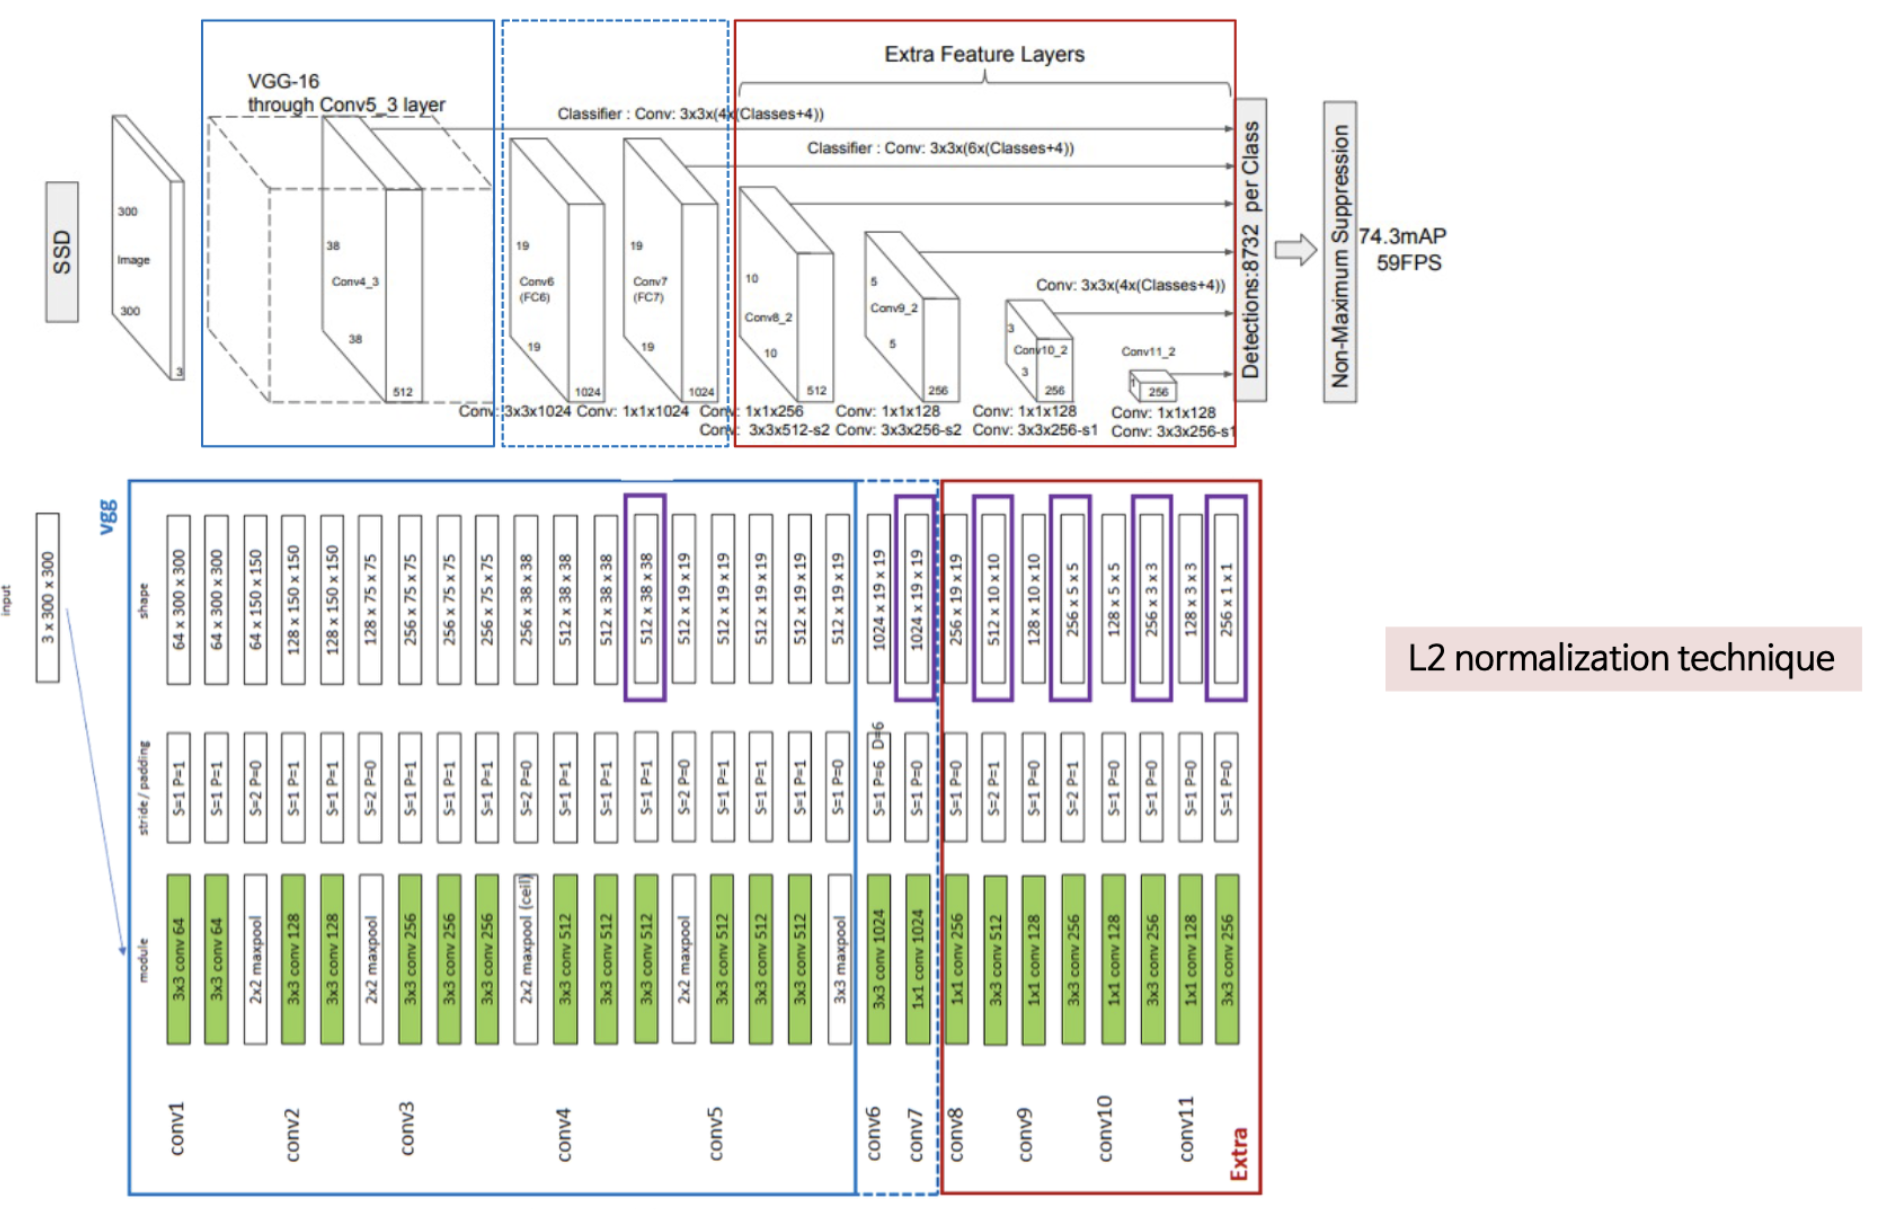 Extra Feature Layers
VGG-16
through Conv5_3 layer
Classifier : Conv: 3x3x(4x(Classes+4))
Classifier : Conv: 3x3x(6x(Classes+4))
Conv: 3x3x(4x(Classes+4))
SSD
300
Image
300
3
38
Conv4_3
38
512
19
Conv6
(FC6)
19
1024
19
Conv7
(FC7)
19
1024
10
Conv8_2
10
512
5
Conv9_2
5
256
3
Conv10_2
3
256
Conv11_2
1
256
Conv: 3x3x1024
Conv: 1x1x1024
Conv: 1x1x256
Conv: 3x3x512-s2
Conv: 1x1x128
Conv: 3x3x256-s2
Conv: 1x1x128
Conv: 3x3x256-s1
Conv: 1x1x128
Conv: 3x3x256-s1
Detections:8732 per Class
Non-Maximum Suppression
74.3mAP
59FPS
input
3 x 300 x 300
vgg
shape
64 x 300 x 300
64 x 300 x 300
64 x 150 x 150
128 x 150 x 150
128 x 150 x 150
128 x 75 x 75
256 x 75 x 75
256 x 75 x 75
256 x 75 x 75
256 x 38 x 38
512 x 38 x 38
512 x 38 x 38
512 x 38 x 38
512 x 19 x 19
512 x 19 x 19
512 x 19 x 19
512 x 19 x 19
512 x 19 x 19
1024 x 19 x 19
1024 x 19 x 19
256 x 19 x 19
512 x 10 x 10
128 x 10 x 10
256 x 5 x 5
128 x 5 x 5
256 x 3 x 3
128 x 3 x 3
256 x 1 x 1
stride / padding
S=1 P=1
S=1 P=1
S=2 P=0
S=1 P=1
S=1 P=1
S=2 P=0
S=1 P=1
S=1 P=1
S=1 P=1
S=2 P=0
S=1 P=1
S=1 P=1
S=1 P=1
S=2 P=0
S=1 P=1
S=1 P=1
S=1 P=1
S=1 P=0
S=1 P=6 D=6
S=1 P=0
S=1 P=0
S=2 P=1
S=1 P=0
S=2 P=1
S=1 P=0
S=1 P=0
S=1 P=0
S=1 P=0
module
3x3 conv 64
3x3 conv 64
2x2 maxpool
3x3 conv 128
3x3 conv 128
2x2 maxpool
3x3 conv 256
3x3 conv 256
3x3 conv 256
2x2 maxpool (ceil)
3x3 conv 512
3x3 conv 512
3x3 conv 512
2x2 maxpool
3x3 conv 512
3x3 conv 512
3x3 conv 512
3x3 maxpool
3x3 conv 1024
1x1 conv 1024
1x1 conv 256
3x3 conv 512
1x1 conv 128
3x3 conv 256
1x1 conv 128
3x3 conv 256
1x1 conv 128
3x3 conv 256
conv1
conv2
conv3
conv4
conv5
conv6
conv7
conv8
conv9
conv10
conv11
Extra
L2 normalization technique